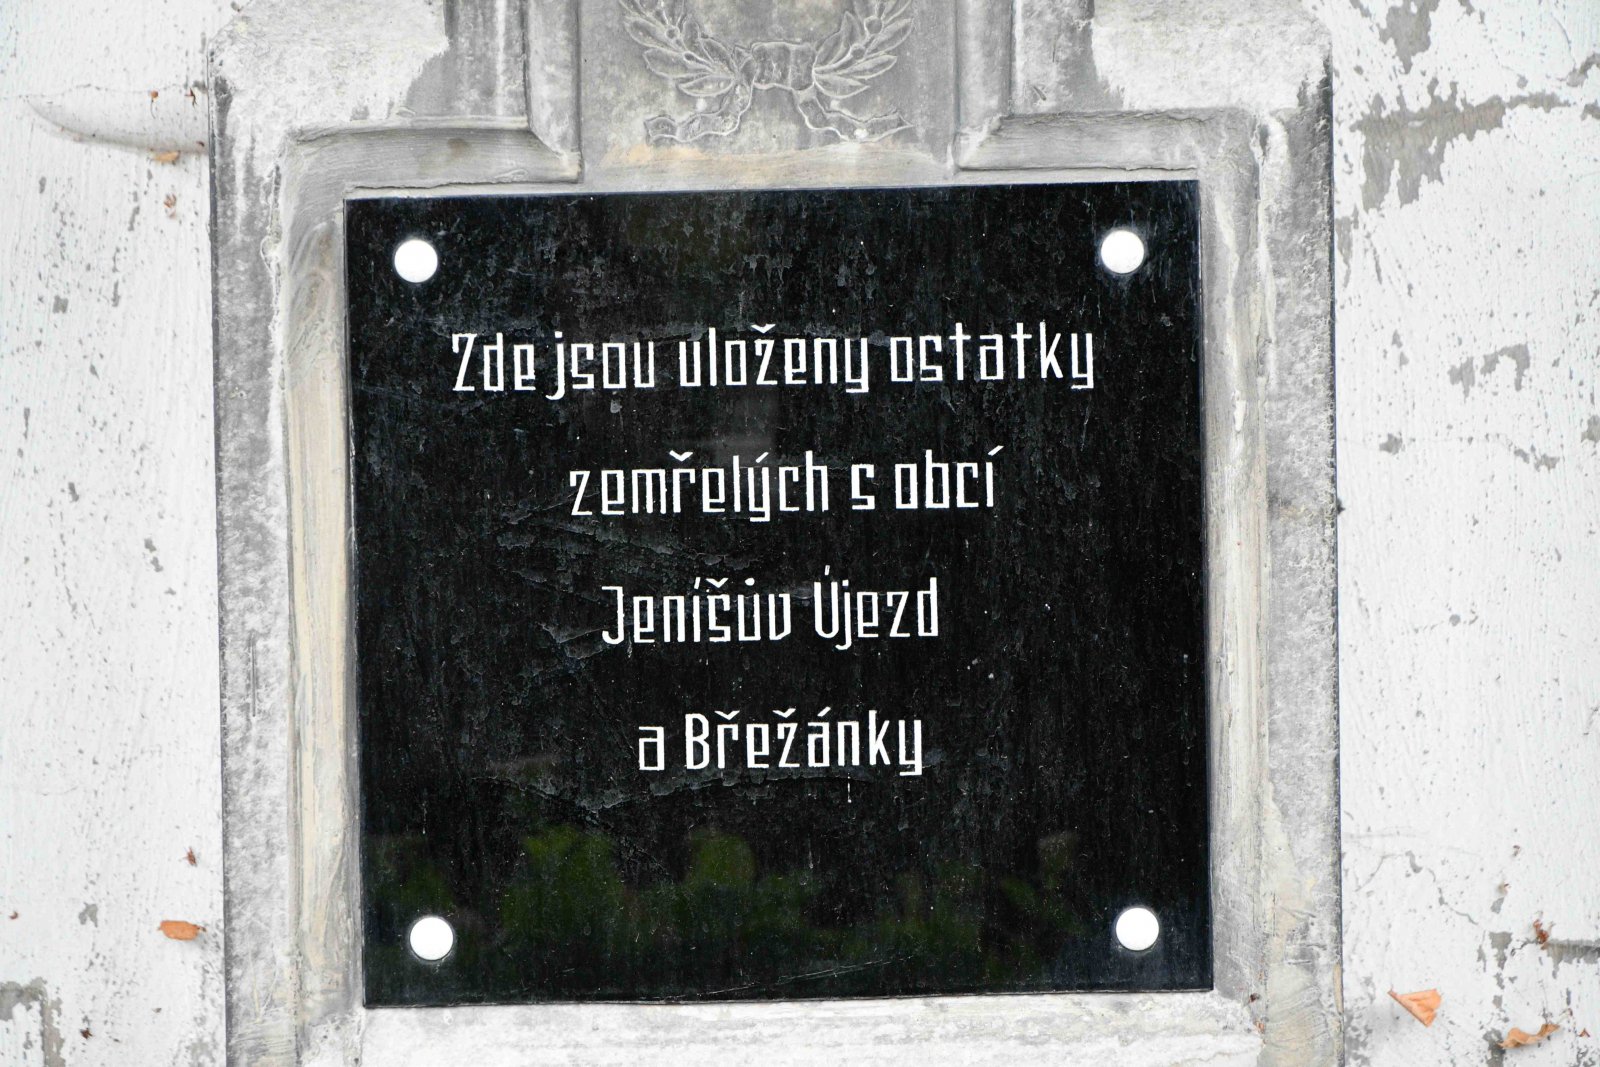 Zde jsou uloženy ostatky
zemřelých s obcí
Jeníšův Újezd
a Břežánky